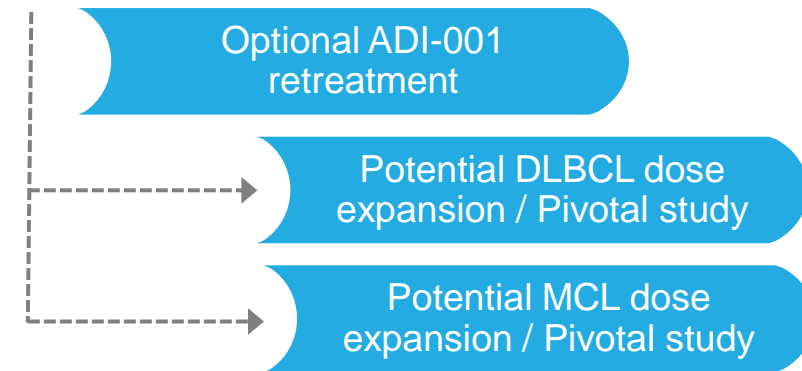 Optional ADI-001
retreatment
Potential DLBCL dose
expansion / Pivotal study
Potential MCL dose
expansion / Pivotal study